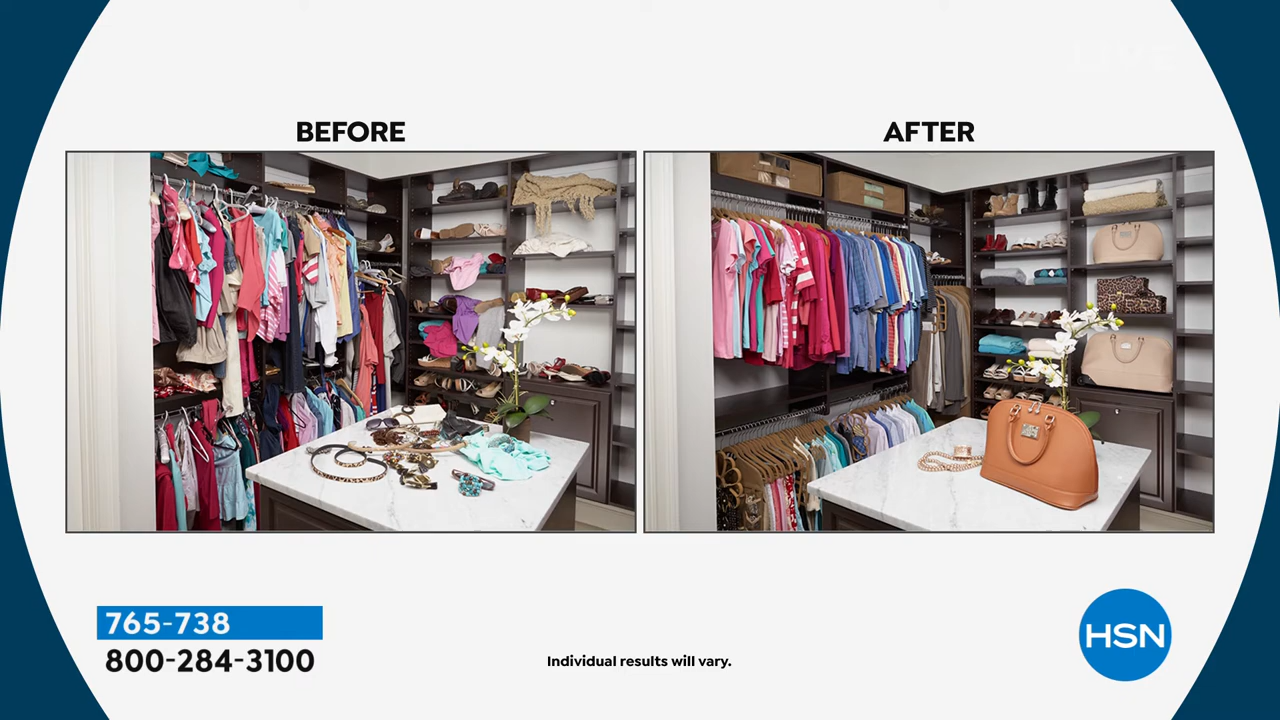 BEFORE
AFTER
765-738
800-284-3100
Individual results will vary.
HSN